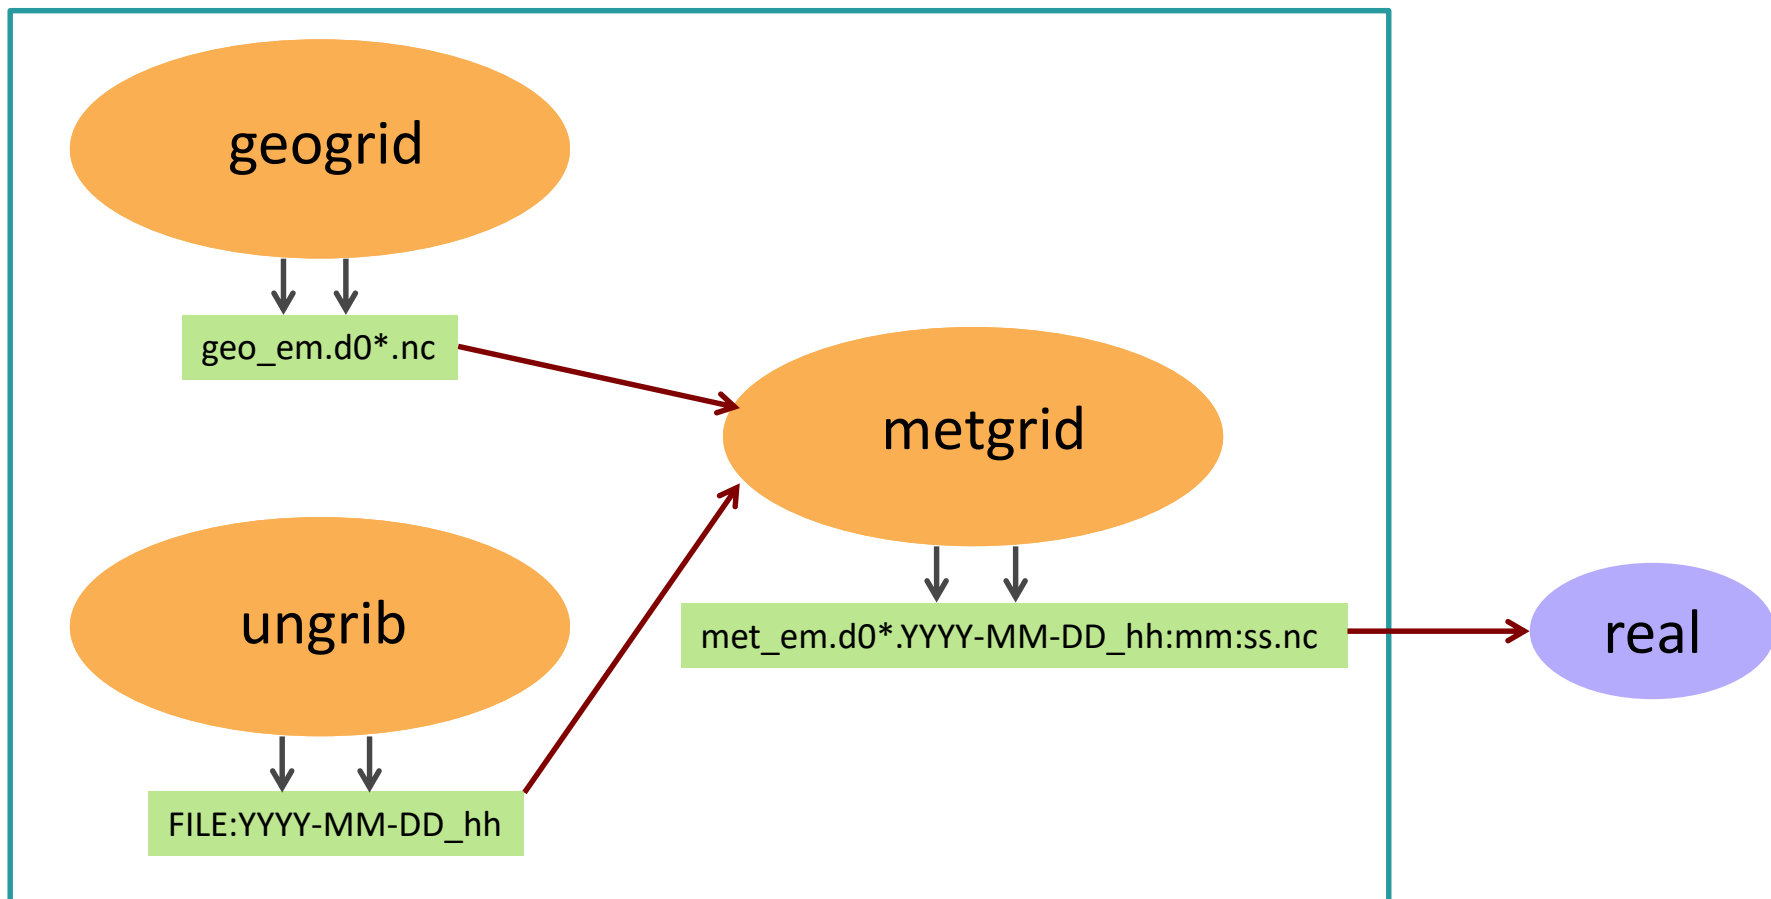 geogrid
geo_em.d0*.nc
metgrid
ungrib
met_em.d0*.YYYY-MM-DD_hh:mm:ss.nc
real
FILE:YYYY-MM-DD_hh